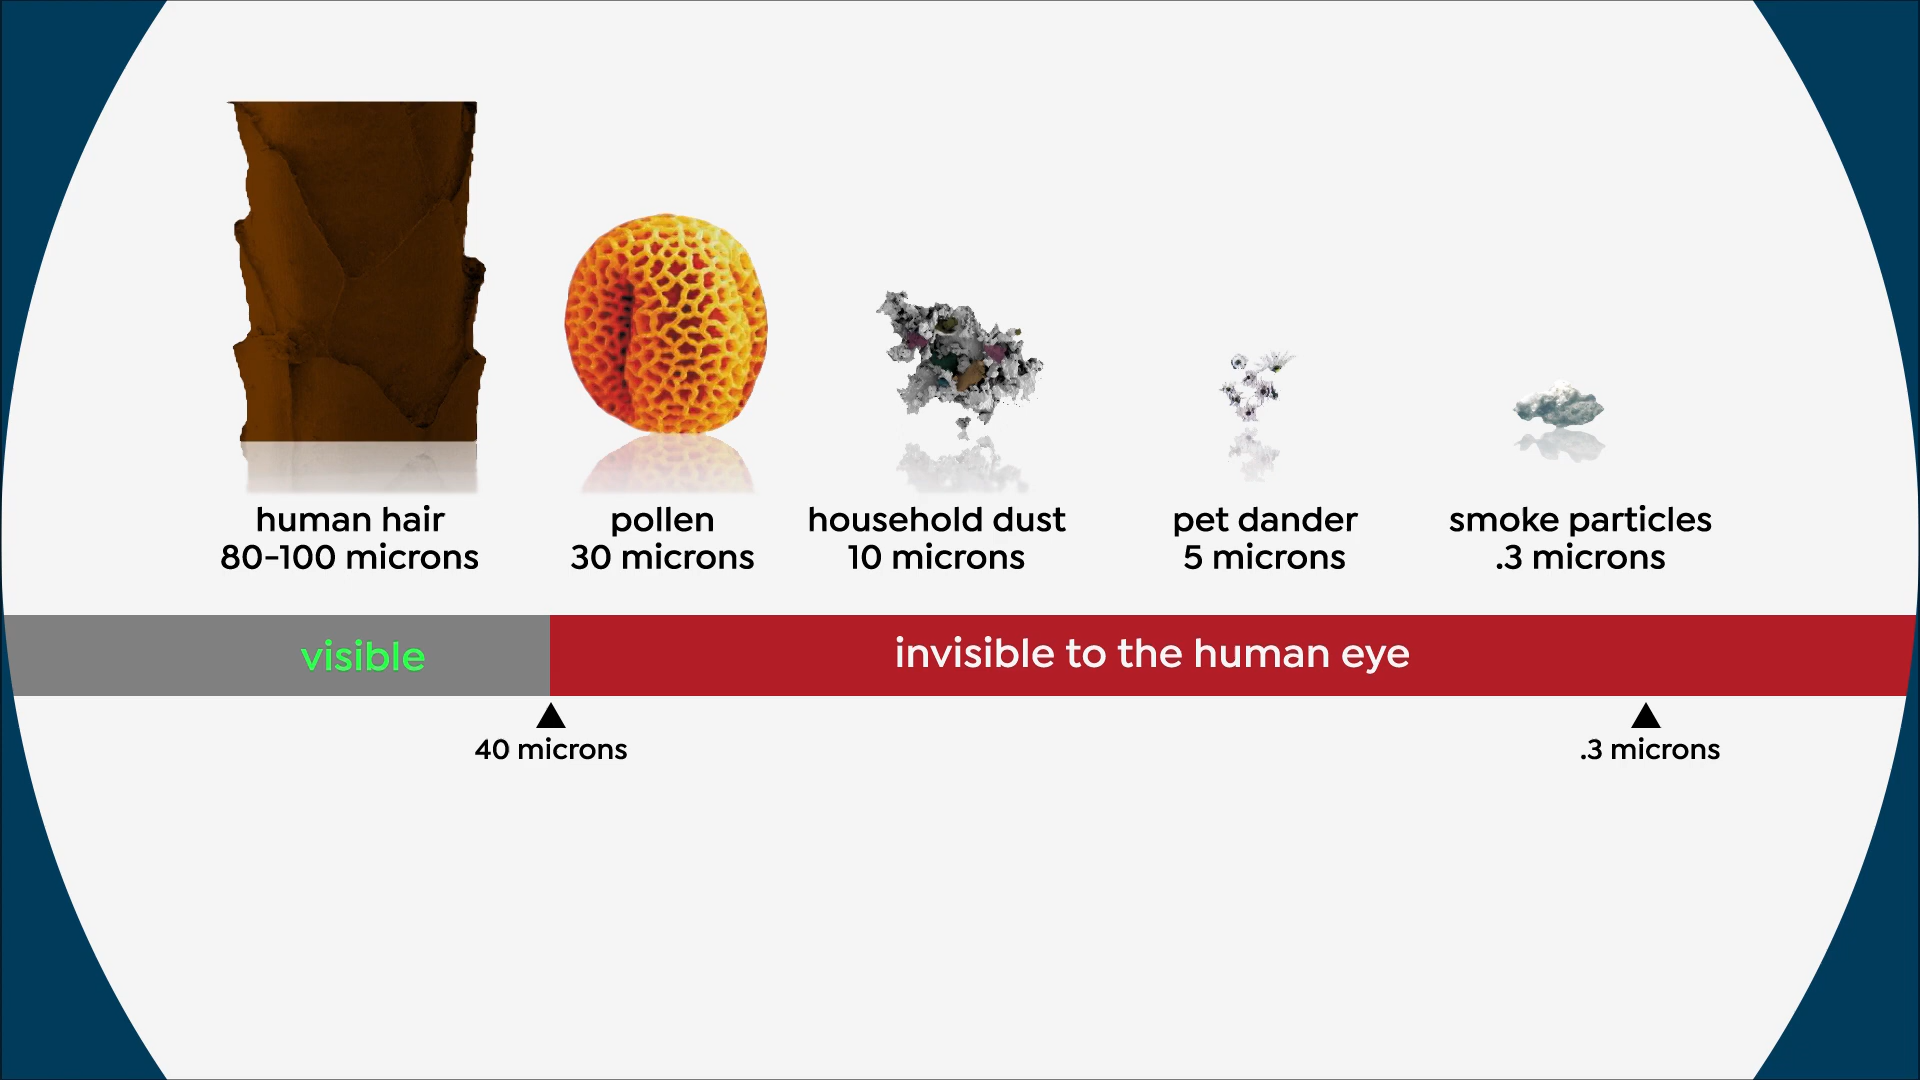 human hair
80-100 microns
pollen
30 microns
household dust
10 microns
pet dander
5 microns
smoke particles
.3 microns
visible
invisible to the human eye
40 microns
.3 microns